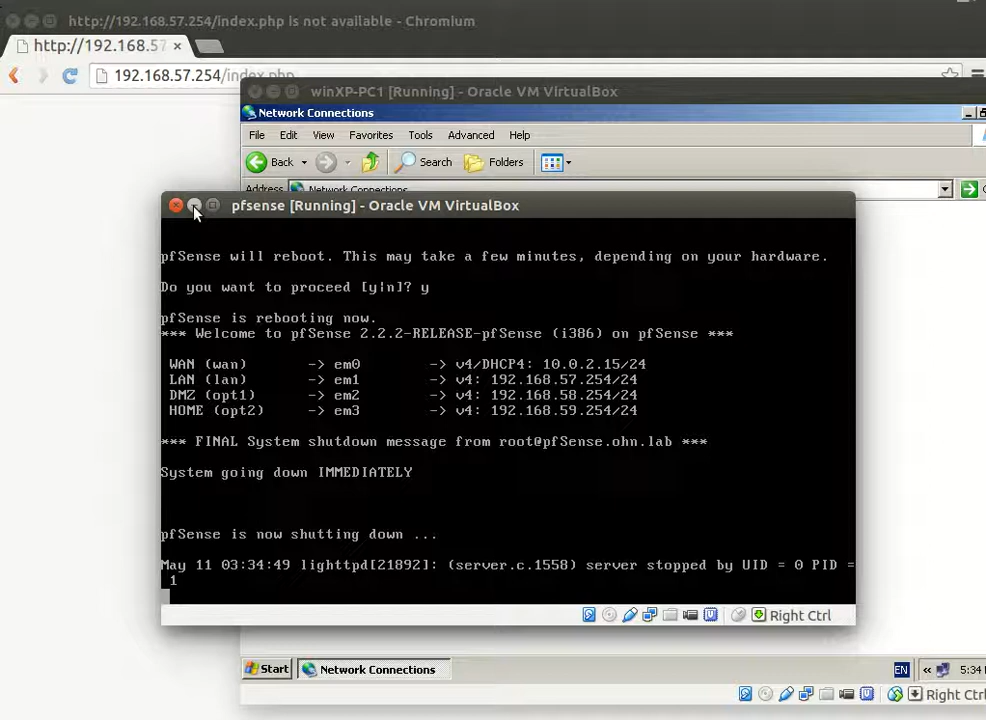 http://192.168.57.254/index.php is not available - Chromium
http://192.168.57
192.168.57.254/index.php
winXP-PC1 [Running] - Oracle VM VirtualBox
Network Connections
File Edit View Favorites Tools Advanced Help
Back Search Folders
Address Network Connections
pfsense [Running] - Oracle VM VirtualBox
pfSense will reboot. This may take a few minutes, depending on your hardware.
Do you want to proceed [y|n]? y
pfSense is rebooting now.
*** Welcome to pfSense 2.2.2-RELEASE-pfSense (i386) on pfSense ***
WAN (wan) -> em0 -> v4/DHCP4: 10.0.2.15/24
LAN (lan) -> em1 -> v4: 192.168.57.254/24
DMZ (opt1) -> em2 -> v4: 192.168.58.254/24
HOME (opt2) -> em3 -> v4: 192.168.59.254/24
*** FINAL System shutdown message from root@pfSense.ohn.lab ***
System going down IMMEDIATELY
pfSense is now shutting down ...
May 11 03:34:49 lighttpd[21892]: (server.c.1558) server stopped by UID = 0 PID =
1
Right Ctrl
Start Network Connections EN « 5:34
Right Ctrl